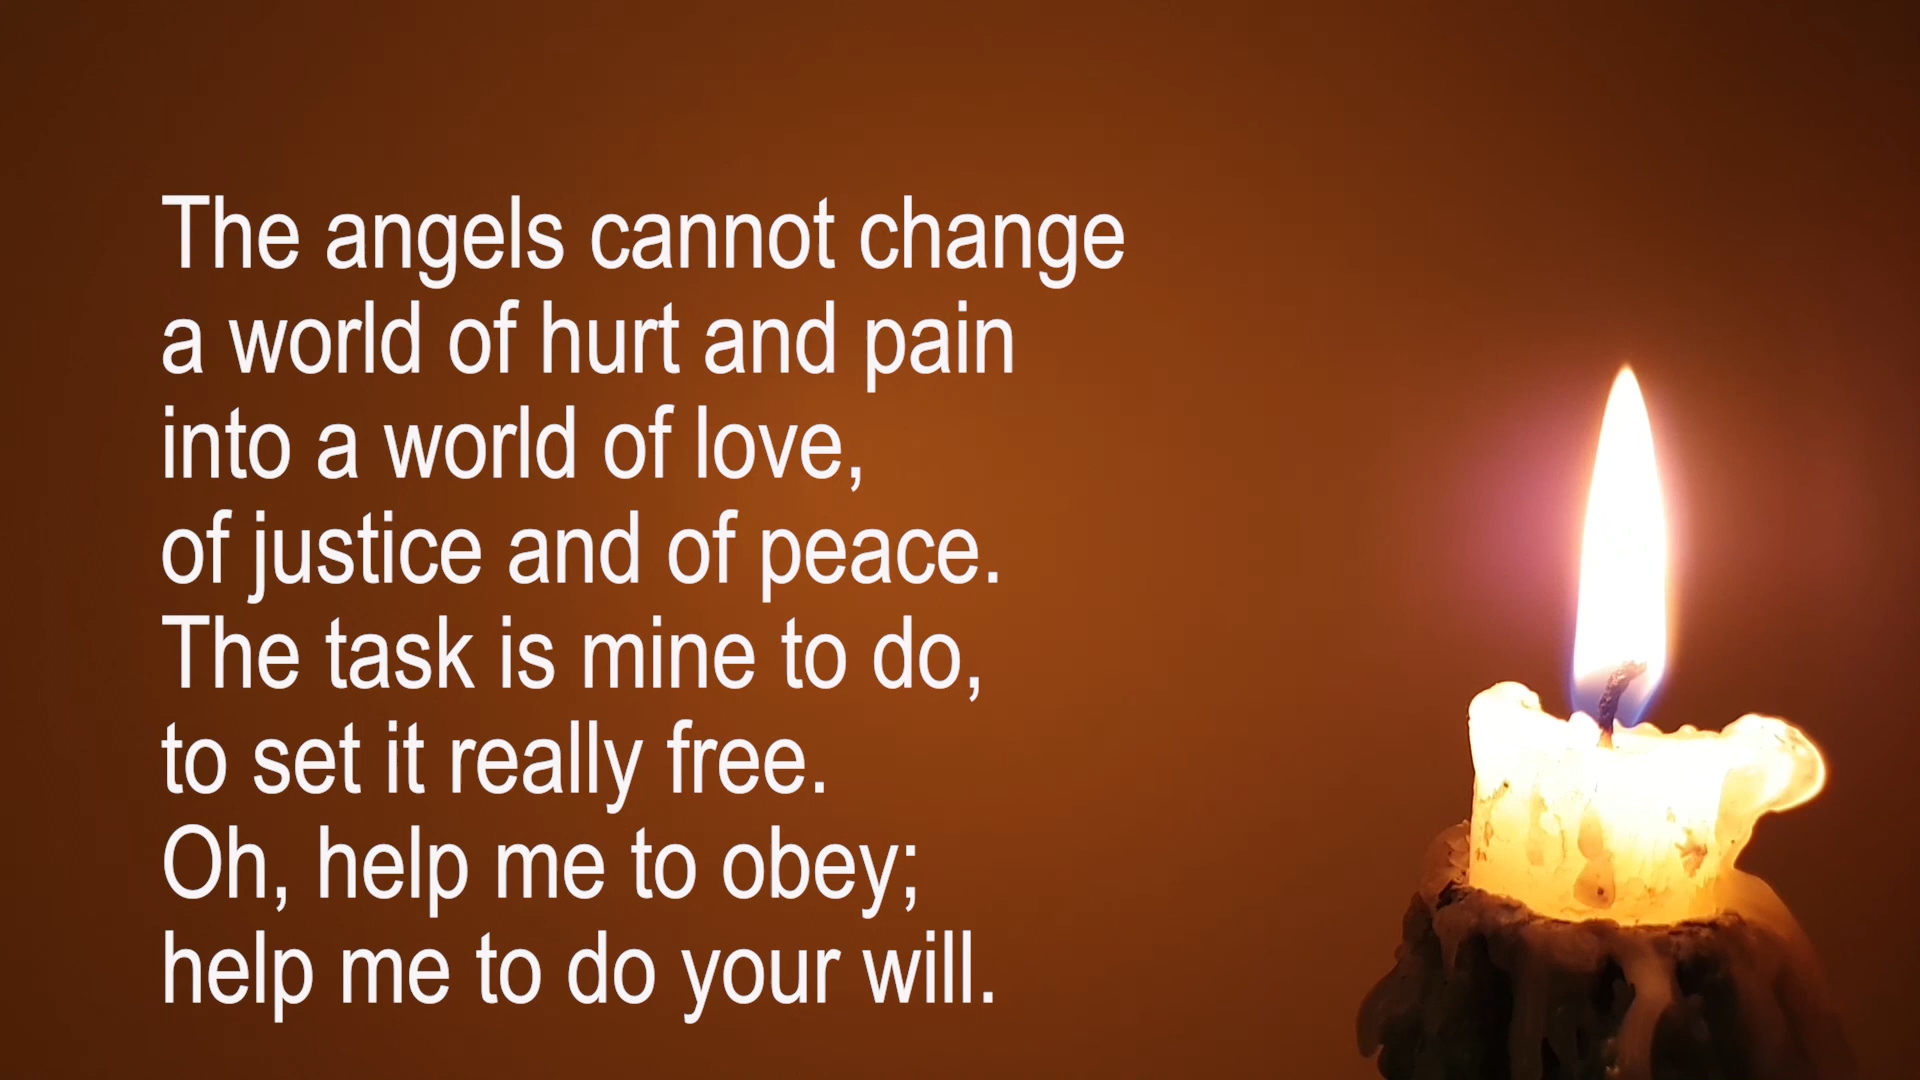 The angels cannot change
a world of hurt and pain
into a world of love,
of justice and of peace.
The task is mine to do,
to set it really free.
Oh, help me to obey;
help me to do your will.